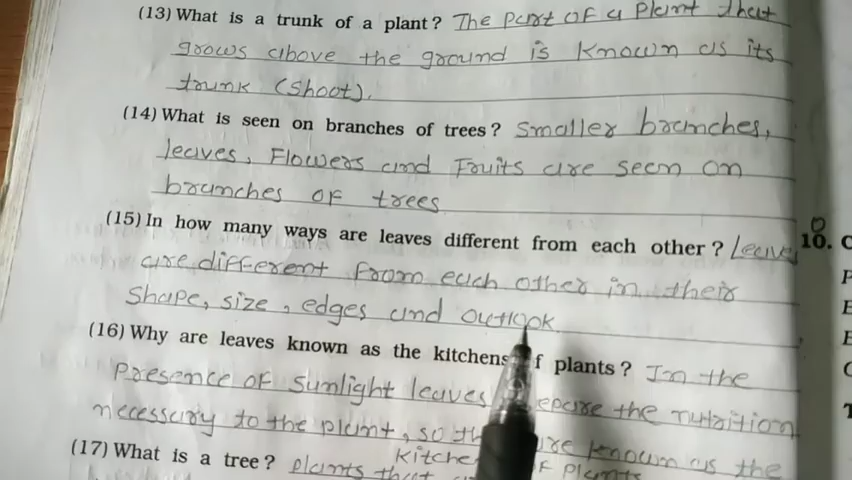 (13) What is a trunk of a plant? The part of a plant that
grows above the ground is known as its
trunk (shoot).
(14) What is seen on branches of trees? Smaller branches,
leaves, Flowers and Fruits are seen on
branches of trees
(15) In how many ways are leaves different from each other? Leaves
are different from each other in their
shape, size, edges and outlook
(16) Why are leaves known as the kitchens of plants? In the
Presence of Sunlight leaves the nutrition
necessary to the plant, so known as the
kitchen of plants
(17) What is a tree? plants that
10.